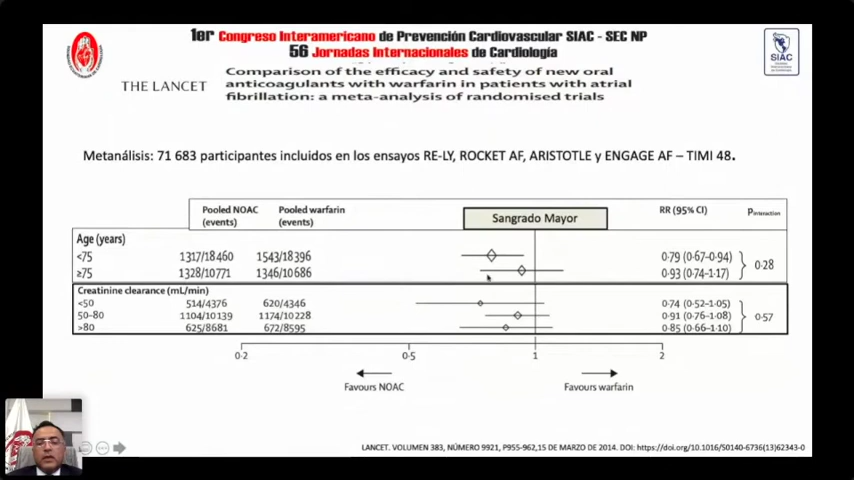 1er Congreso Interamericano de Prevención Cardiovascular SIAC - SEC NP
56 Jornadas Internacionales de Cardiología
SIAC
THE LANCET
Comparison of the efficacy and safety of new oral
anticoagulants with warfarin in patients with atrial
fibrillation: a meta-analysis of randomised trials
Metanálisis: 71 683 participantes incluidos en los ensayos RE-LY, ROCKET AF, ARISTOTLE y ENGAGE AF – TIMI 48.
Pooled NOAC (events) Pooled warfarin (events) Sangrado Mayor RR (95% CI) Pinteraction
Age (years)
<75 1317/18460 1543/18396 0·79 (0·67-0·94) 0·28
≥75 1328/10771 1346/10686 0·93 (0·74-1·17)
Creatinine clearance (mL/min)
<50 514/4376 620/4346 0·74 (0·52-1·05)
50-80 1104/10139 1174/10228 0·91 (0·76-1·08) 0·57
>80 625/8681 672/8595 0·85 (0·66-1·10)
0·2 0·5 1 2
Favours NOAC Favours warfarin
LANCET. VOLUMEN 383, NÚMERO 9921, P955-962,15 DE MARZO DE 2014. DOI: https://doi.org/10.1016/S0140-6736(13)62343-0